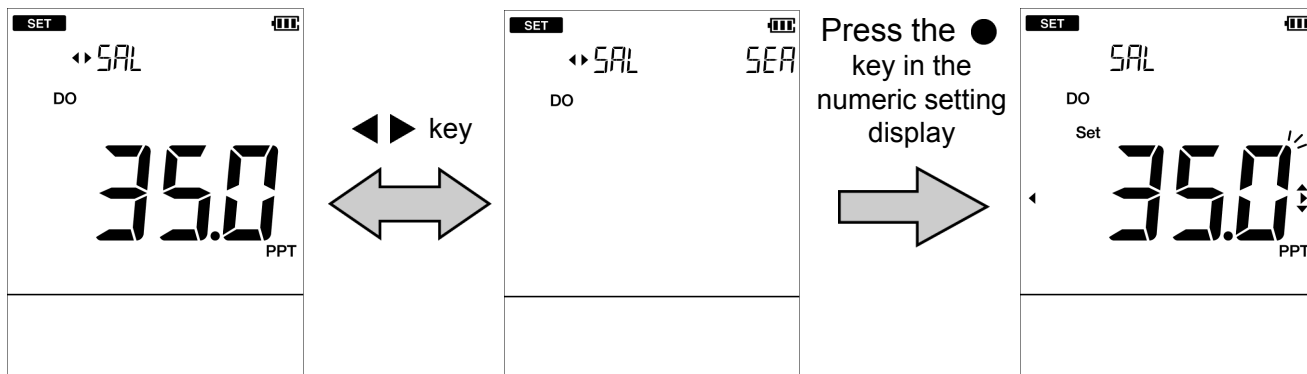 SET
SAL
DO
35.0
PPT
◀ ▶ key
SET
SAL SEA
DO
Press the ●
key in the
numeric setting
display
SET
SAL
DO
Set
35.0
PPT